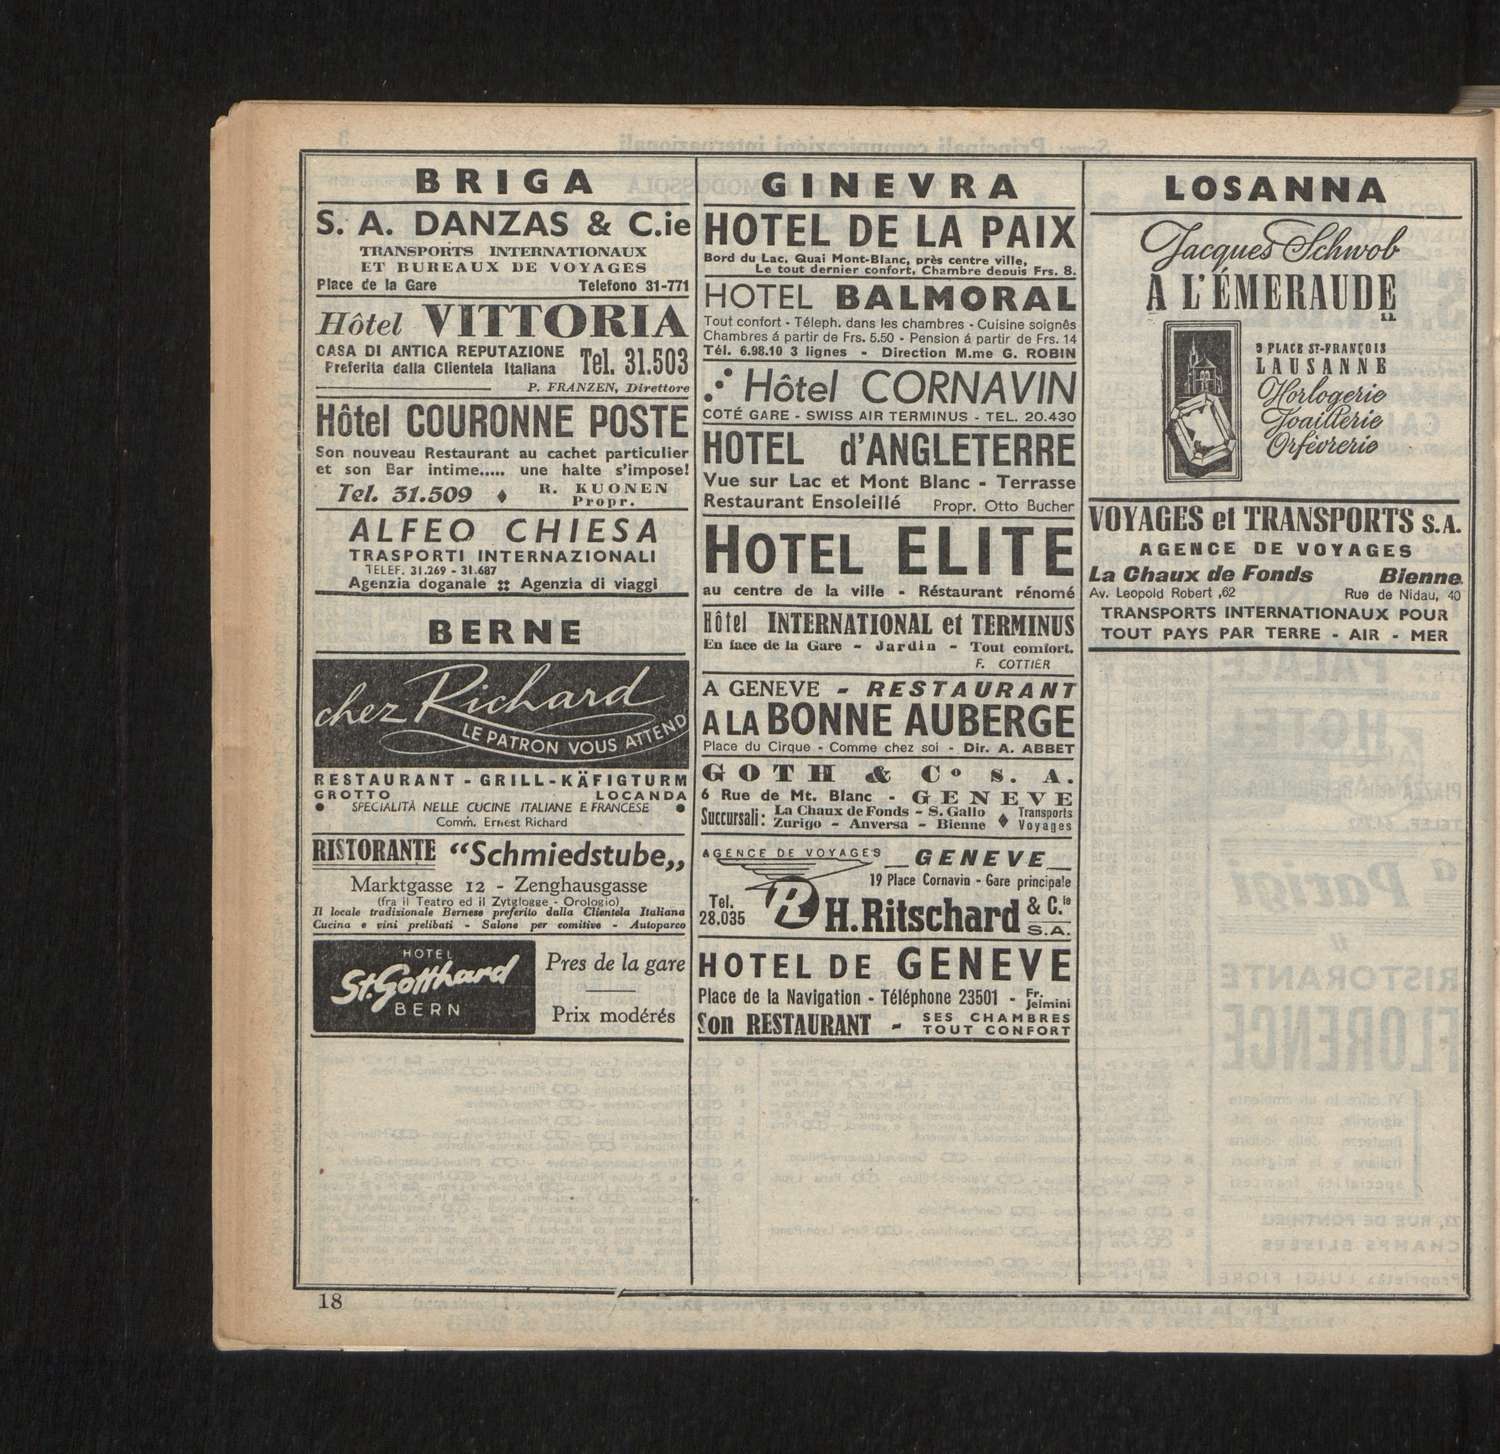 BRIGA
S. A. DANZAS & C.ie
TRANSPORTS INTERNATIONAUX
ET BUREAUX DE VOYAGES
Place de la Gare Telefono 31-771
Hôtel VITTORIA
CASA DI ANTICA REPUTAZIONE
Preferita dalla Clientela Italiana
Tel. 31.503
P. FRANZEN, Direttore
Hôtel COURONNE POSTE
Son nouveau Restaurant au cachet particulier
et son Bar intime..... une halte s'impose!
Tel. 31.509 ♦ R. KUONEN
Propr.
ALFEO CHIESA
TRASPORTI INTERNAZIONALI
TELEF. 31.269 - 31.687
Agenzia doganale :: Agenzia di viaggi
BERNE
chez Richard
LE PATRON VOUS ATTEND
RESTAURANT - GRILL - KÄFIGTURM
GROTTO LOCANDA
● SPECIALITÀ NELLE CUCINE ITALIANE E FRANCESE ●
Comm. Ernest Richard
RISTORANTE “Schmiedstube„
Marktgasse 12 - Zenghausgasse
(fra il Teatro ed il Zytglogge - Orologio)
Il locale tradizionale Bernese preferito dalla Clientela Italiana
Cucina e vini prelibati - Salone per comitive - Autoparco
HOTEL
St. Gotthard
BERN
Pres de la gare
Prix modérés
GINEVRA
HOTEL DE LA PAIX
Bord du Lac, Quai Mont-Blanc, près centre ville,
Le tout dernier confort, Chambre depuis Frs. 8.
HOTEL BALMORAL
Tout confort - Téleph. dans les chambres - Cuisine soignês
Chambres á partir de Frs. 5.50 - Pension á partir de Frs. 14
Tél. 6.98.10 3 lignes - Direction M.me G. ROBIN
Hôtel CORNAVIN
COTÉ GARE - SWISS AIR TERMINUS - TEL. 20.430
HOTEL d'ANGLETERRE
Vue sur Lac et Mont Blanc - Terrasse
Restaurant Ensoleillé Propr. Otto Bucher
HOTEL ELITE
au centre de la ville - Réstaurant rénomé
Hôtel INTERNATIONAL et TERMINUS
En face de la Gare - Jardin - Tout comfort.
F. COTTIER
A GENEVE - RESTAURANT
A LA BONNE AUBERGE
Place du Cirque - Comme chez soi - Dir. A. ABBET
GOTH & Cº S. A.
6 Rue de Mt. Blanc - GENEVE
Succursali: La Chaux de Fonds - S. Gallo
Zurigo - Anversa - Bienne ♦ Transports
Voyages
AGENCE DE VOYAGES GENEVE
19 Place Cornavin - Gare principale
Tel.
28.035
R H. Ritschard & C.ie
S.A.
HOTEL DE GENEVE
Place de la Navigation - Téléphone 23501 - Fr.
Jelmini
Son RESTAURANT - SES CHAMBRES
TOUT CONFORT
LOSANNA
Jacques Schwob
A L'ÉMERAUDE
S.A.
3 PLACE ST-FRANÇOIS
LAUSANNE
Horlogerie
Joaillerie
Orfévrerie
VOYAGES et TRANSPORTS S.A.
AGENCE DE VOYAGES
La Chaux de Fonds Bienne
Av. Leopold Robert ,62 Rue de Nidau, 40
TRANSPORTS INTERNATIONAUX POUR
TOUT PAYS PAR TERRE - AIR - MER
18